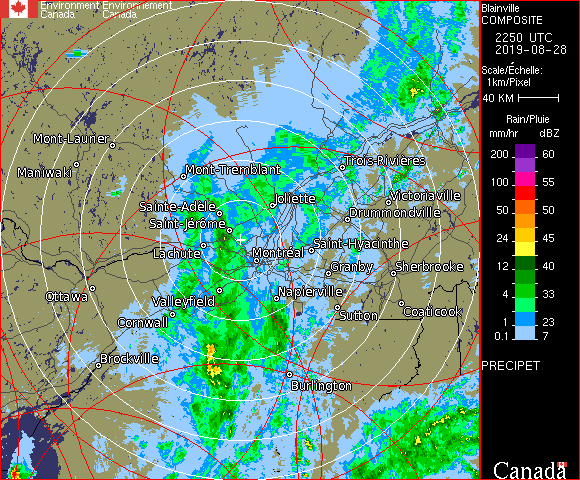 Environment Environnement
Canada Canada
Blainville
COMPOSITE
2250 UTC
2019-08-28
Scale/Échelle:
1km/Pixel
40 KM
Rain/Pluie
mm/hr dBZ
200 60
100 55
50 50
24 45
12 40
4 33
1 23
0.1 7
PRECIPET
Mont-Laurier
Maniwaki
Mont-Tremblant
Trois-Rivières
Sainte-Adele
Joliette
Victoriaville
Drummondville
Saint-Jérôme
Lachute
Montréal
Saint-Hyacinthe
Granby
Sherbrooke
Ottawa
Valleyfield
Napierville
Cornwall
Sutton
Coaticook
Brockville
Burlington
Canada